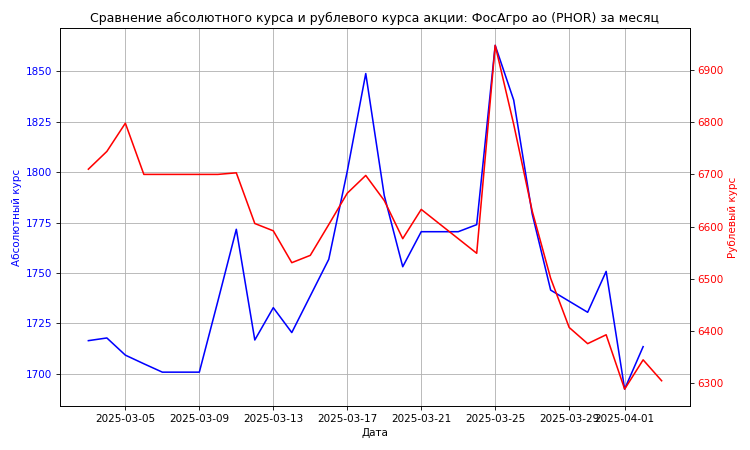 Сравнение абсолютного курса и рублевого курса акции: ФосАгро ао (PHOR) за месяц
1850
1825
1800
1775
1750
1725
1700
Абсолютный курс
6900
6800
6700
6600
6500
6400
6300
Рублевый курс
2025-03-05 2025-03-09 2025-03-13 2025-03-17 2025-03-21 2025-03-25 2025-03-29 2025-04-01
Дата